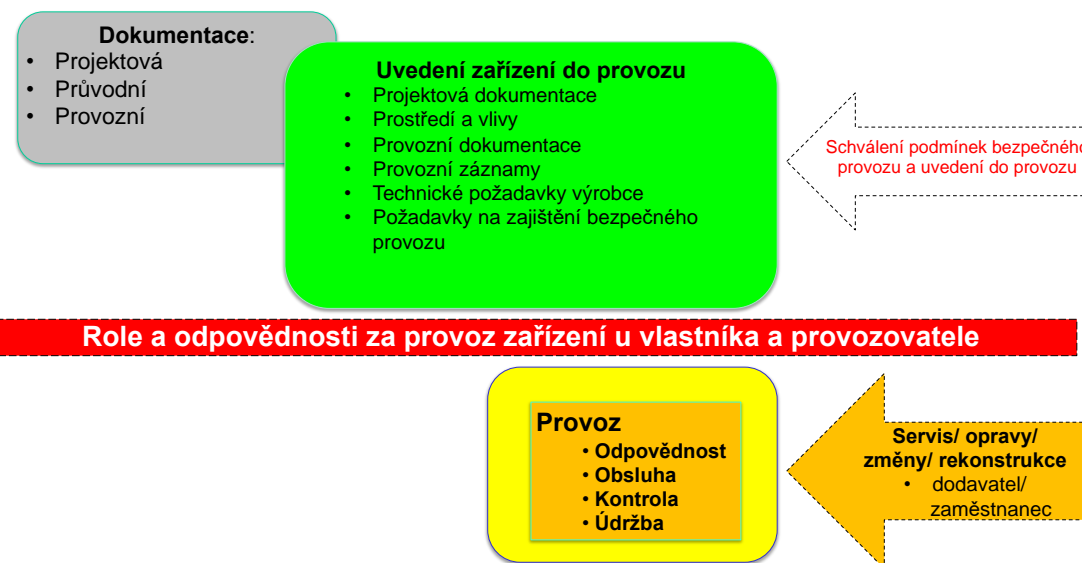 Dokumentace:
• Projektová
• Průvodní
• Provozní
Uvedení zařízení do provozu
• Projektová dokumentace
• Prostředí a vlivy
• Provozní dokumentace
• Provozní záznamy
• Technické požadavky výrobce
• Požadavky na zajištění bezpečného
provozu
Schválení podmínek bezpečného
provozu a uvedení do provozu
Role a odpovědnosti za provoz zařízení u vlastníka a provozovatele
Provoz
• Odpovědnost
• Obsluha
• Kontrola
• Údržba
Servis/ opravy/
změny/ rekonstrukce
• dodavatel/
zaměstnanec